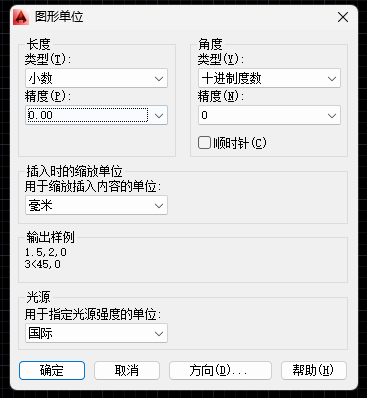 图形单位
长度
类型(T):
小数
精度(P):
0.00
角度
类型(Y):
十进制度数
精度(N):
0
顺时针(C)
插入时的缩放单位
用于缩放插入内容的单位:
毫米
输出样例
1.5,2,0
3<45,0
光源
用于指定光源强度的单位:
国际
确定
取消
方向(D)...
帮助(H)